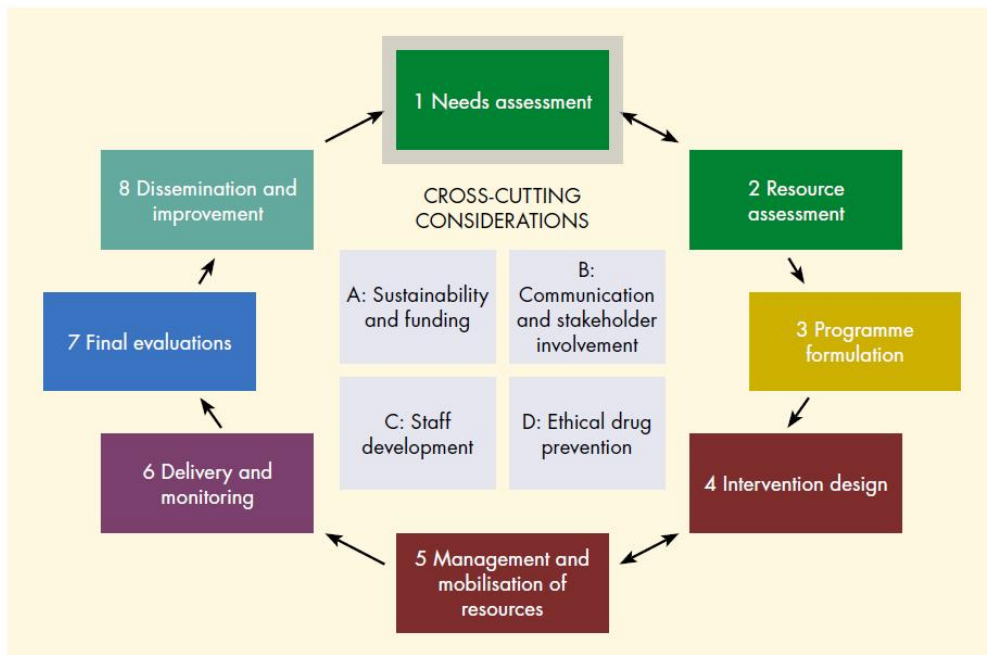 1 Needs assessment
2 Resource
assessment
3 Programme
formulation
4 Intervention design
5 Management and
mobilisation of
resources
6 Delivery and
monitoring
7 Final evaluations
8 Dissemination and
improvement
CROSS-CUTTING
CONSIDERATIONS
A: Sustainability
and funding
B:
Communication
and stakeholder
involvement
C: Staff
development
D: Ethical drug
prevention